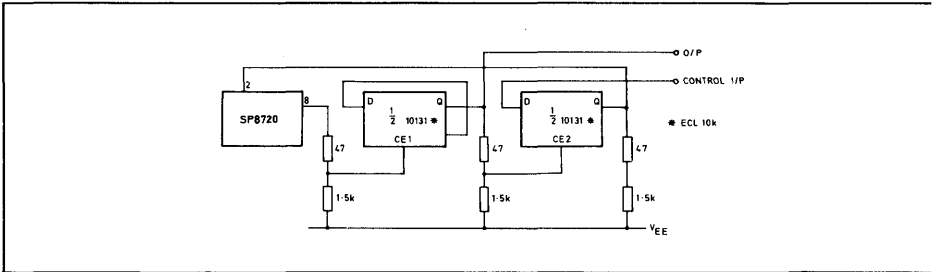 O/P
CONTROL I/P
2
SP8720
8
D
Q
1/2 10131 *
CE1
D
Q
1/2 10131 *
CE2
* ECL 10k
47
47
47
1·5k
1·5k
1·5k
VEE